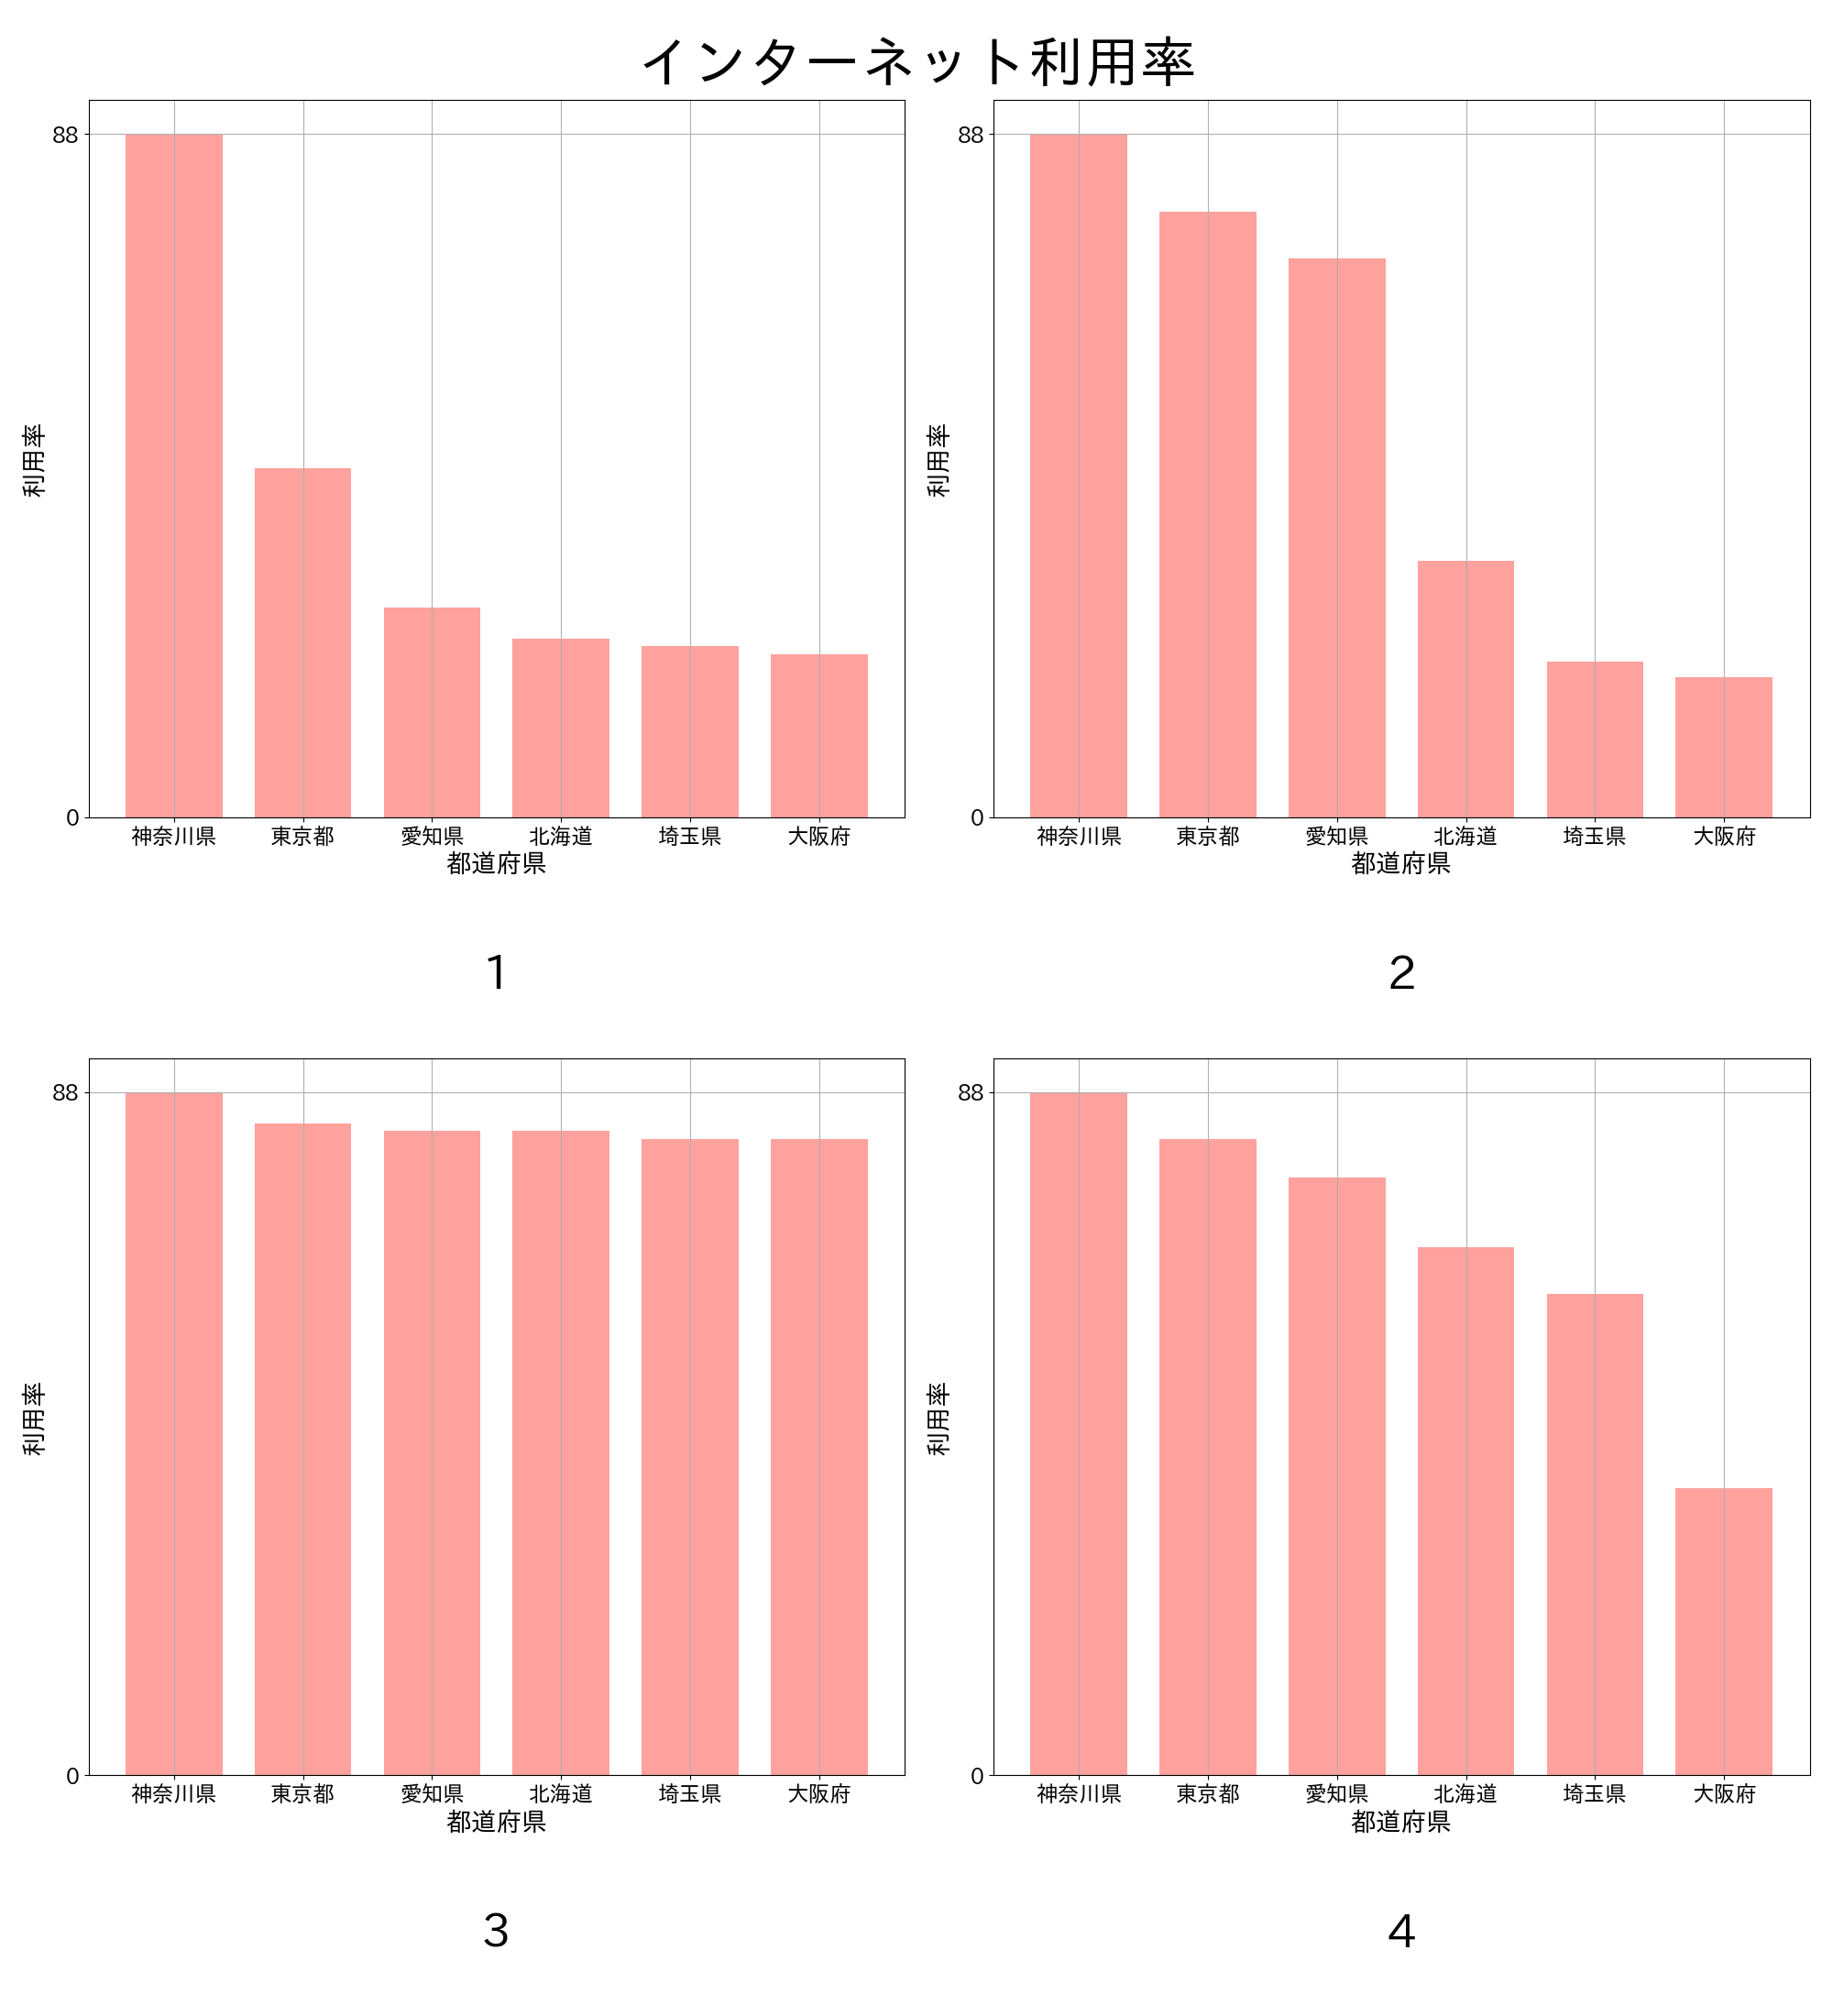 インターネット利用率
88
0
利用率
神奈川県 東京都 愛知県 北海道 埼玉県 大阪府
都道府県
1
88
0
利用率
神奈川県 東京都 愛知県 北海道 埼玉県 大阪府
都道府県
2
88
0
利用率
神奈川県 東京都 愛知県 北海道 埼玉県 大阪府
都道府県
3
88
0
利用率
神奈川県 東京都 愛知県 北海道 埼玉県 大阪府
都道府県
4